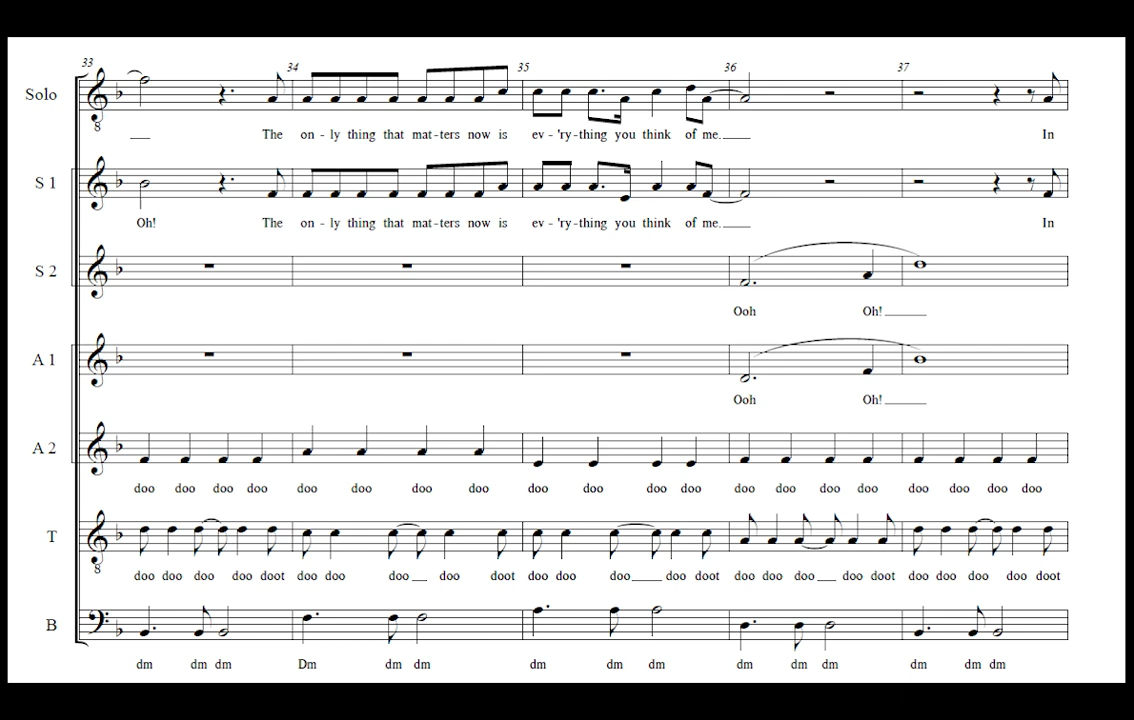 33 34 35 36 37
Solo
8
The on - ly thing that mat - ters now is ev - 'ry - thing you think of me. In
S 1
Oh! The on - ly thing that mat - ters now is ev - 'ry - thing you think of me. In
S 2
Ooh Oh!
A 1
Ooh Oh!
A 2
doo doo doo doo doo doo doo doo doo doo doo doo doo doo doo doo doo doo doo doo
T
8
doo doo doo doo doot doo doo doo doo doot doo doo doo doo doot doo doo doo doo doot doo doo doo doo doot
B
dm dm dm Dm dm dm dm dm dm dm dm dm dm dm dm